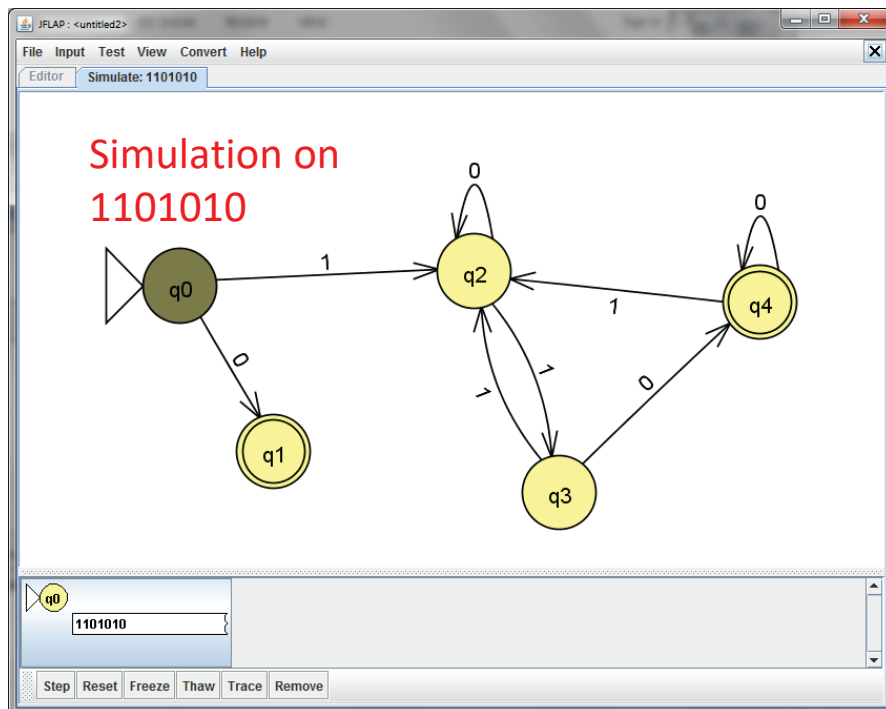 JFLAP : <untitled2>
File Input Test View Convert Help
Editor
Simulate: 1101010
Simulation on
1101010
0
0
1
q2
q0
q4
1
0
1
1
0
q1
q3
q0
1101010
Step Reset Freeze Thaw Trace Remove